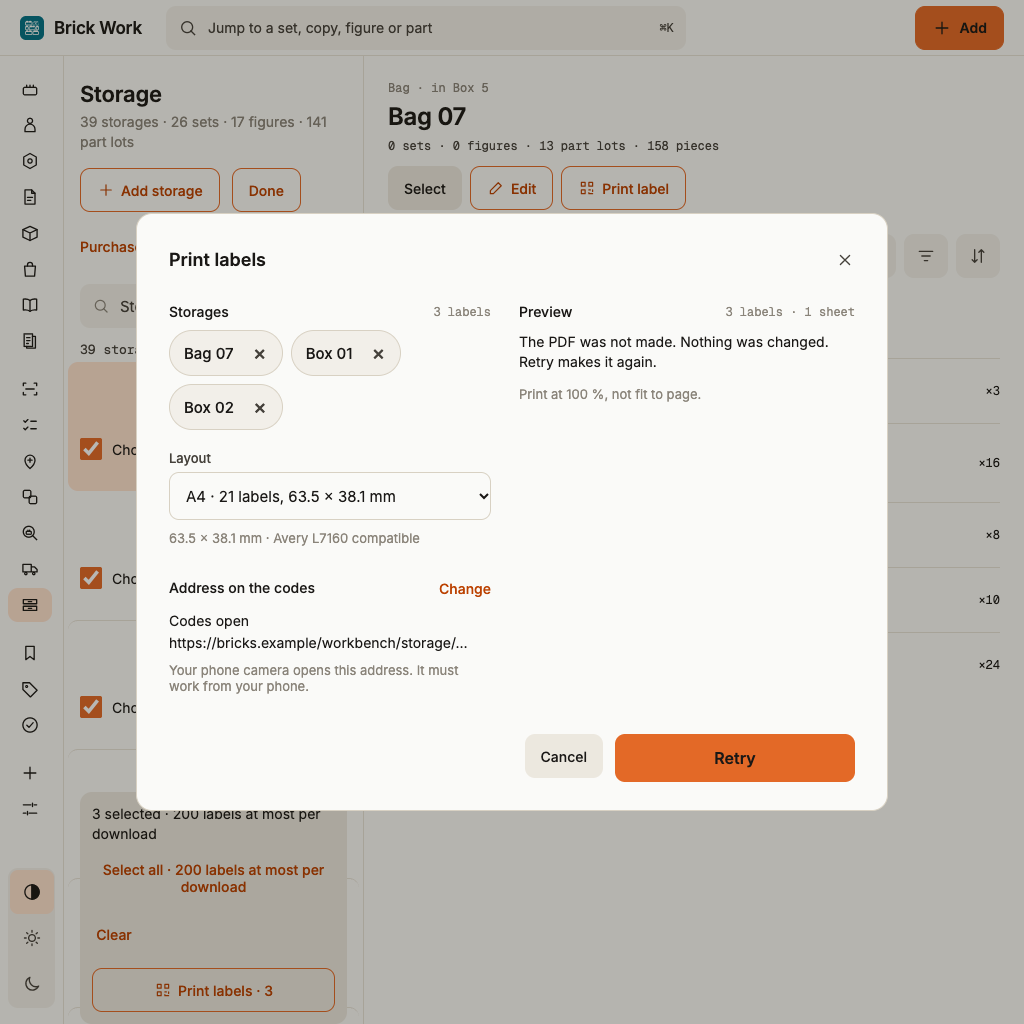 Brick Work
Jump to a set, copy, figure or part
⌘K
+ Add
Storage
39 storages · 26 sets · 17 figures · 141
part lots
+ Add storage
Done
Bag · in Box 5
Bag 07
0 sets · 0 figures · 13 part lots · 158 pieces
Select
Edit
Print label
Print labels
Storages
3 labels
Bag 07 ×
Box 01 ×
Box 02 ×
Layout
A4 · 21 labels, 63.5 × 38.1 mm
63.5 × 38.1 mm · Avery L7160 compatible
Address on the codes
Change
Codes open
https://bricks.example/workbench/storage/…
Your phone camera opens this address. It must
work from your phone.
Preview
3 labels · 1 sheet
The PDF was not made. Nothing was changed.
Retry makes it again.
Print at 100 %, not fit to page.
Cancel
Retry
×3
×16
×8
×10
×24
3 selected · 200 labels at most per
download
Select all · 200 labels at most per
download
Clear
Print labels · 3